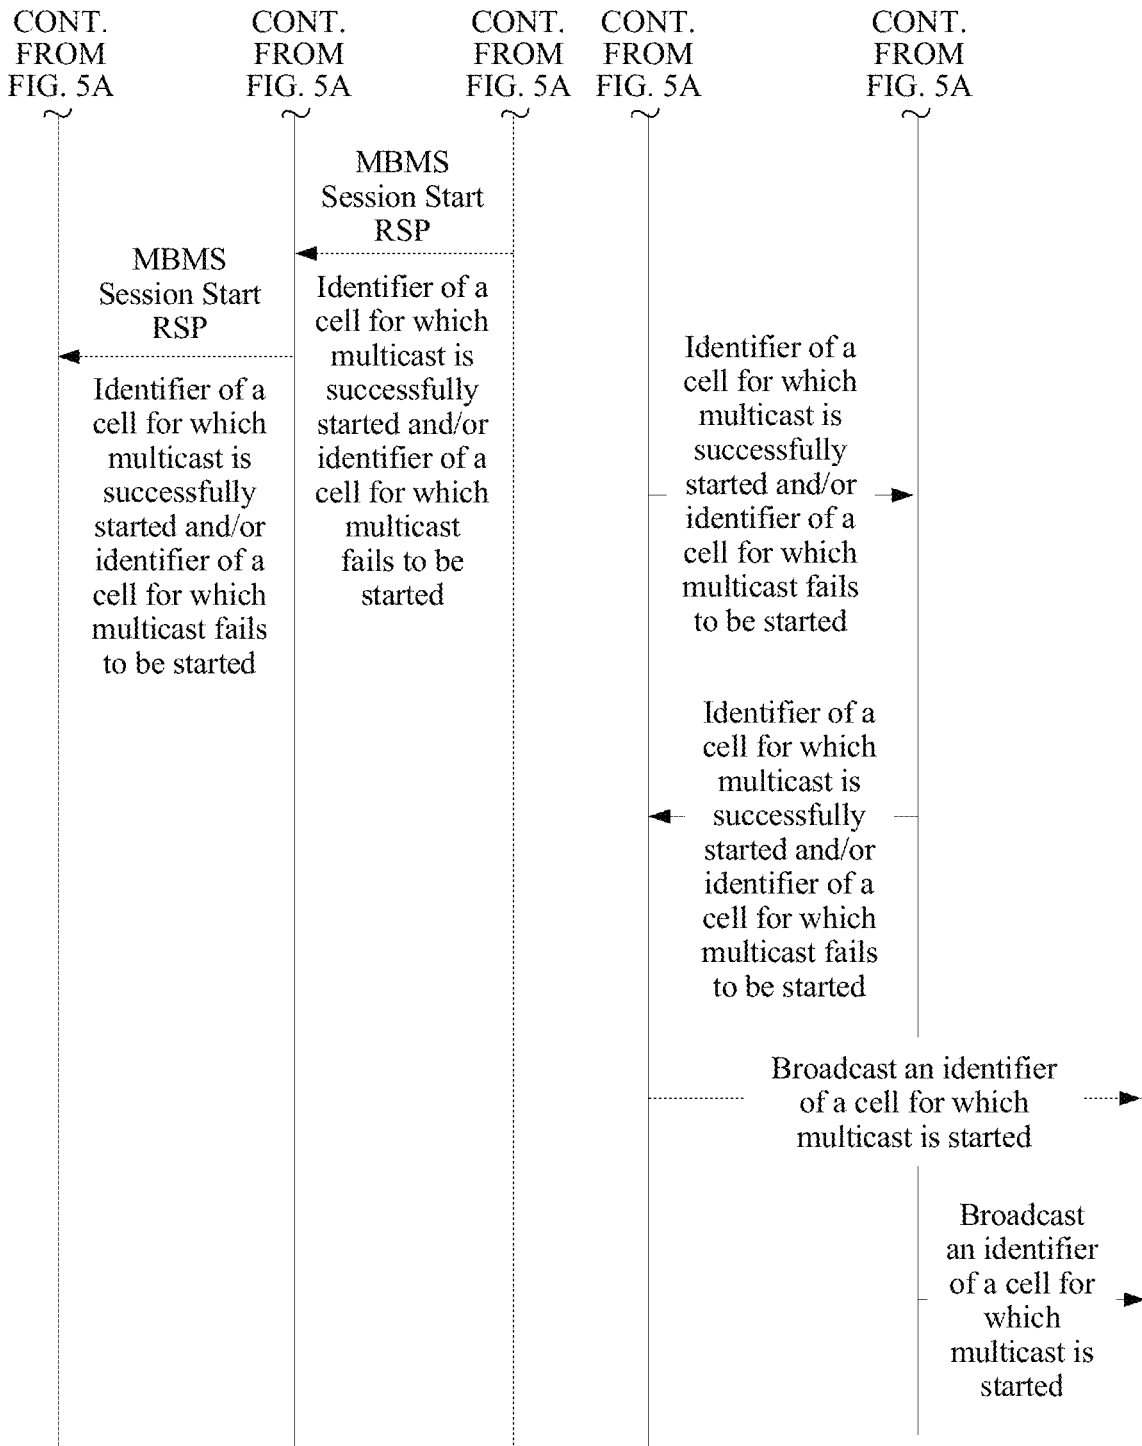 CONT.
FROM
FIG. 5A
CONT.
FROM
FIG. 5A
CONT.
FROM
FIG. 5A
CONT.
FROM
FIG. 5A
CONT.
FROM
FIG. 5A
MBMS
Session Start
RSP
Identifier of a
cell for which
multicast is
successfully
started and/or
identifier of a
cell for which
multicast
fails to be
started
MBMS
Session Start
RSP
Identifier of a
cell for which
multicast is
successfully
started and/or
identifier of a
cell for which
multicast fails
to be started
Identifier of a
cell for which
multicast is
successfully
started and/or
identifier of a
cell for which
multicast fails
to be started
Identifier of a
cell for which
multicast is
successfully
started and/or
identifier of a
cell for which
multicast fails
to be started
Broadcast an identifier
of a cell for which
multicast is started
Broadcast
an identifier
of a cell for
which
multicast is
started